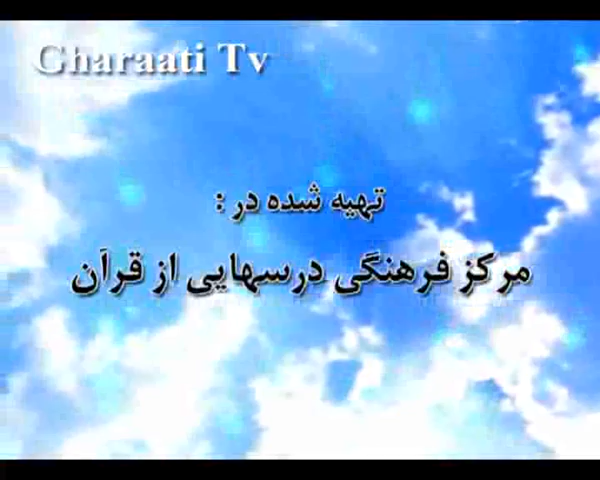 Gharaati Tv
تهیه شده در :
مرکز فرهنگی درسهایی از قرآن